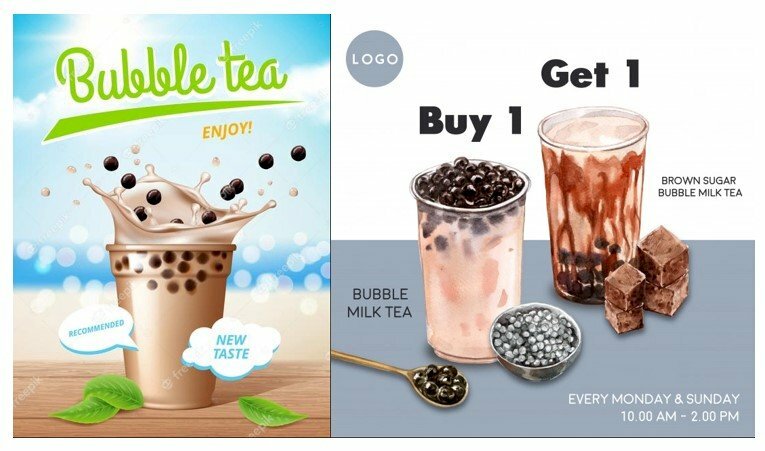 Bubble tea
ENJOY!
RECOMMENDED
NEW
TASTE
LOGO
Get 1
Buy 1
BROWN SUGAR
BUBBLE MILK TEA
BUBBLE
MILK TEA
EVERY MONDAY & SUNDAY
10.00 AM - 2.00 PM